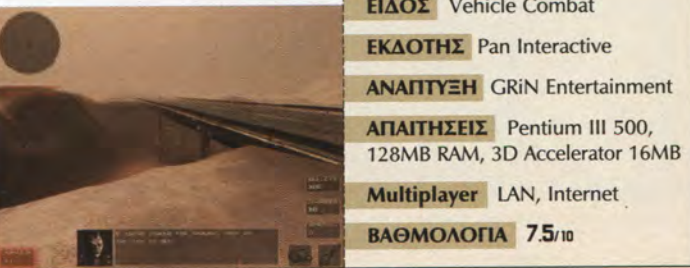 ΕΙΔΟΣ Vehicle Combat
ΕΚΔΟΤΗΣ Pan Interactive
ΑΝΑΠΤΥΞΗ GRiN Entertainment
ΑΠΑΙΤΗΣΕΙΣ Pentium III 500,
128MB RAM, 3D Accelerator 16MB
Multiplayer LAN, Internet
ΒΑΘΜΟΛΟΓΙΑ 7.5/10